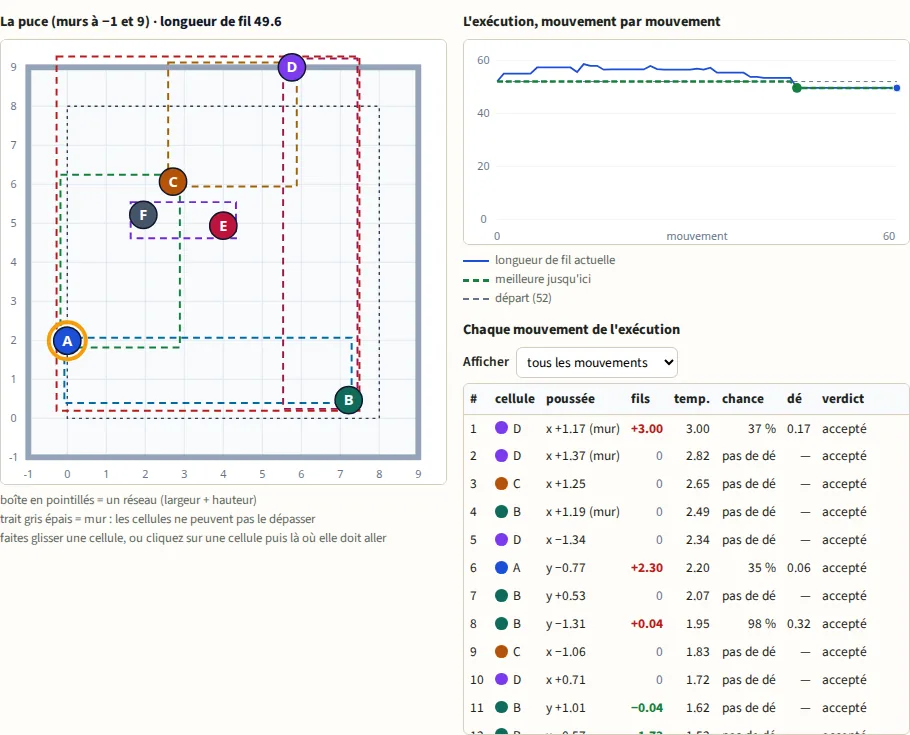 La puce (murs à −1 et 9) · longueur de fil 49.6
9
8
7
6
5
4
3
2
1
0
-1
-1 0 1 2 3 4 5 6 7 8 9
D
C
F
E
A
B
boîte en pointillés = un réseau (largeur + hauteur)
trait gris épais = mur : les cellules ne peuvent pas le dépasser
faites glisser une cellule, ou cliquez sur une cellule puis là où elle doit aller
L'exécution, mouvement par mouvement
60
40
20
0
0 mouvement 60
longueur de fil actuelle
meilleure jusqu'ici
départ (52)
Chaque mouvement de l'exécution
Afficher tous les mouvements
# cellule poussée fils temp. chance dé verdict
1 D x +1.17 (mur) +3.00 3.00 37 % 0.17 accepté
2 D x +1.37 (mur) 0 2.82 pas de dé — accepté
3 C x +1.25 0 2.65 pas de dé — accepté
4 B x +1.19 (mur) 0 2.49 pas de dé — accepté
5 D x −1.34 0 2.34 pas de dé — accepté
6 A y −0.77 +2.30 2.20 35 % 0.06 accepté
7 B y +0.53 0 2.07 pas de dé — accepté
8 B y −1.31 +0.04 1.95 98 % 0.32 accepté
9 C x −1.06 0 1.83 pas de dé — accepté
10 D x +0.71 0 1.72 pas de dé — accepté
11 B y +1.01 −0.04 1.62 pas de dé — accepté